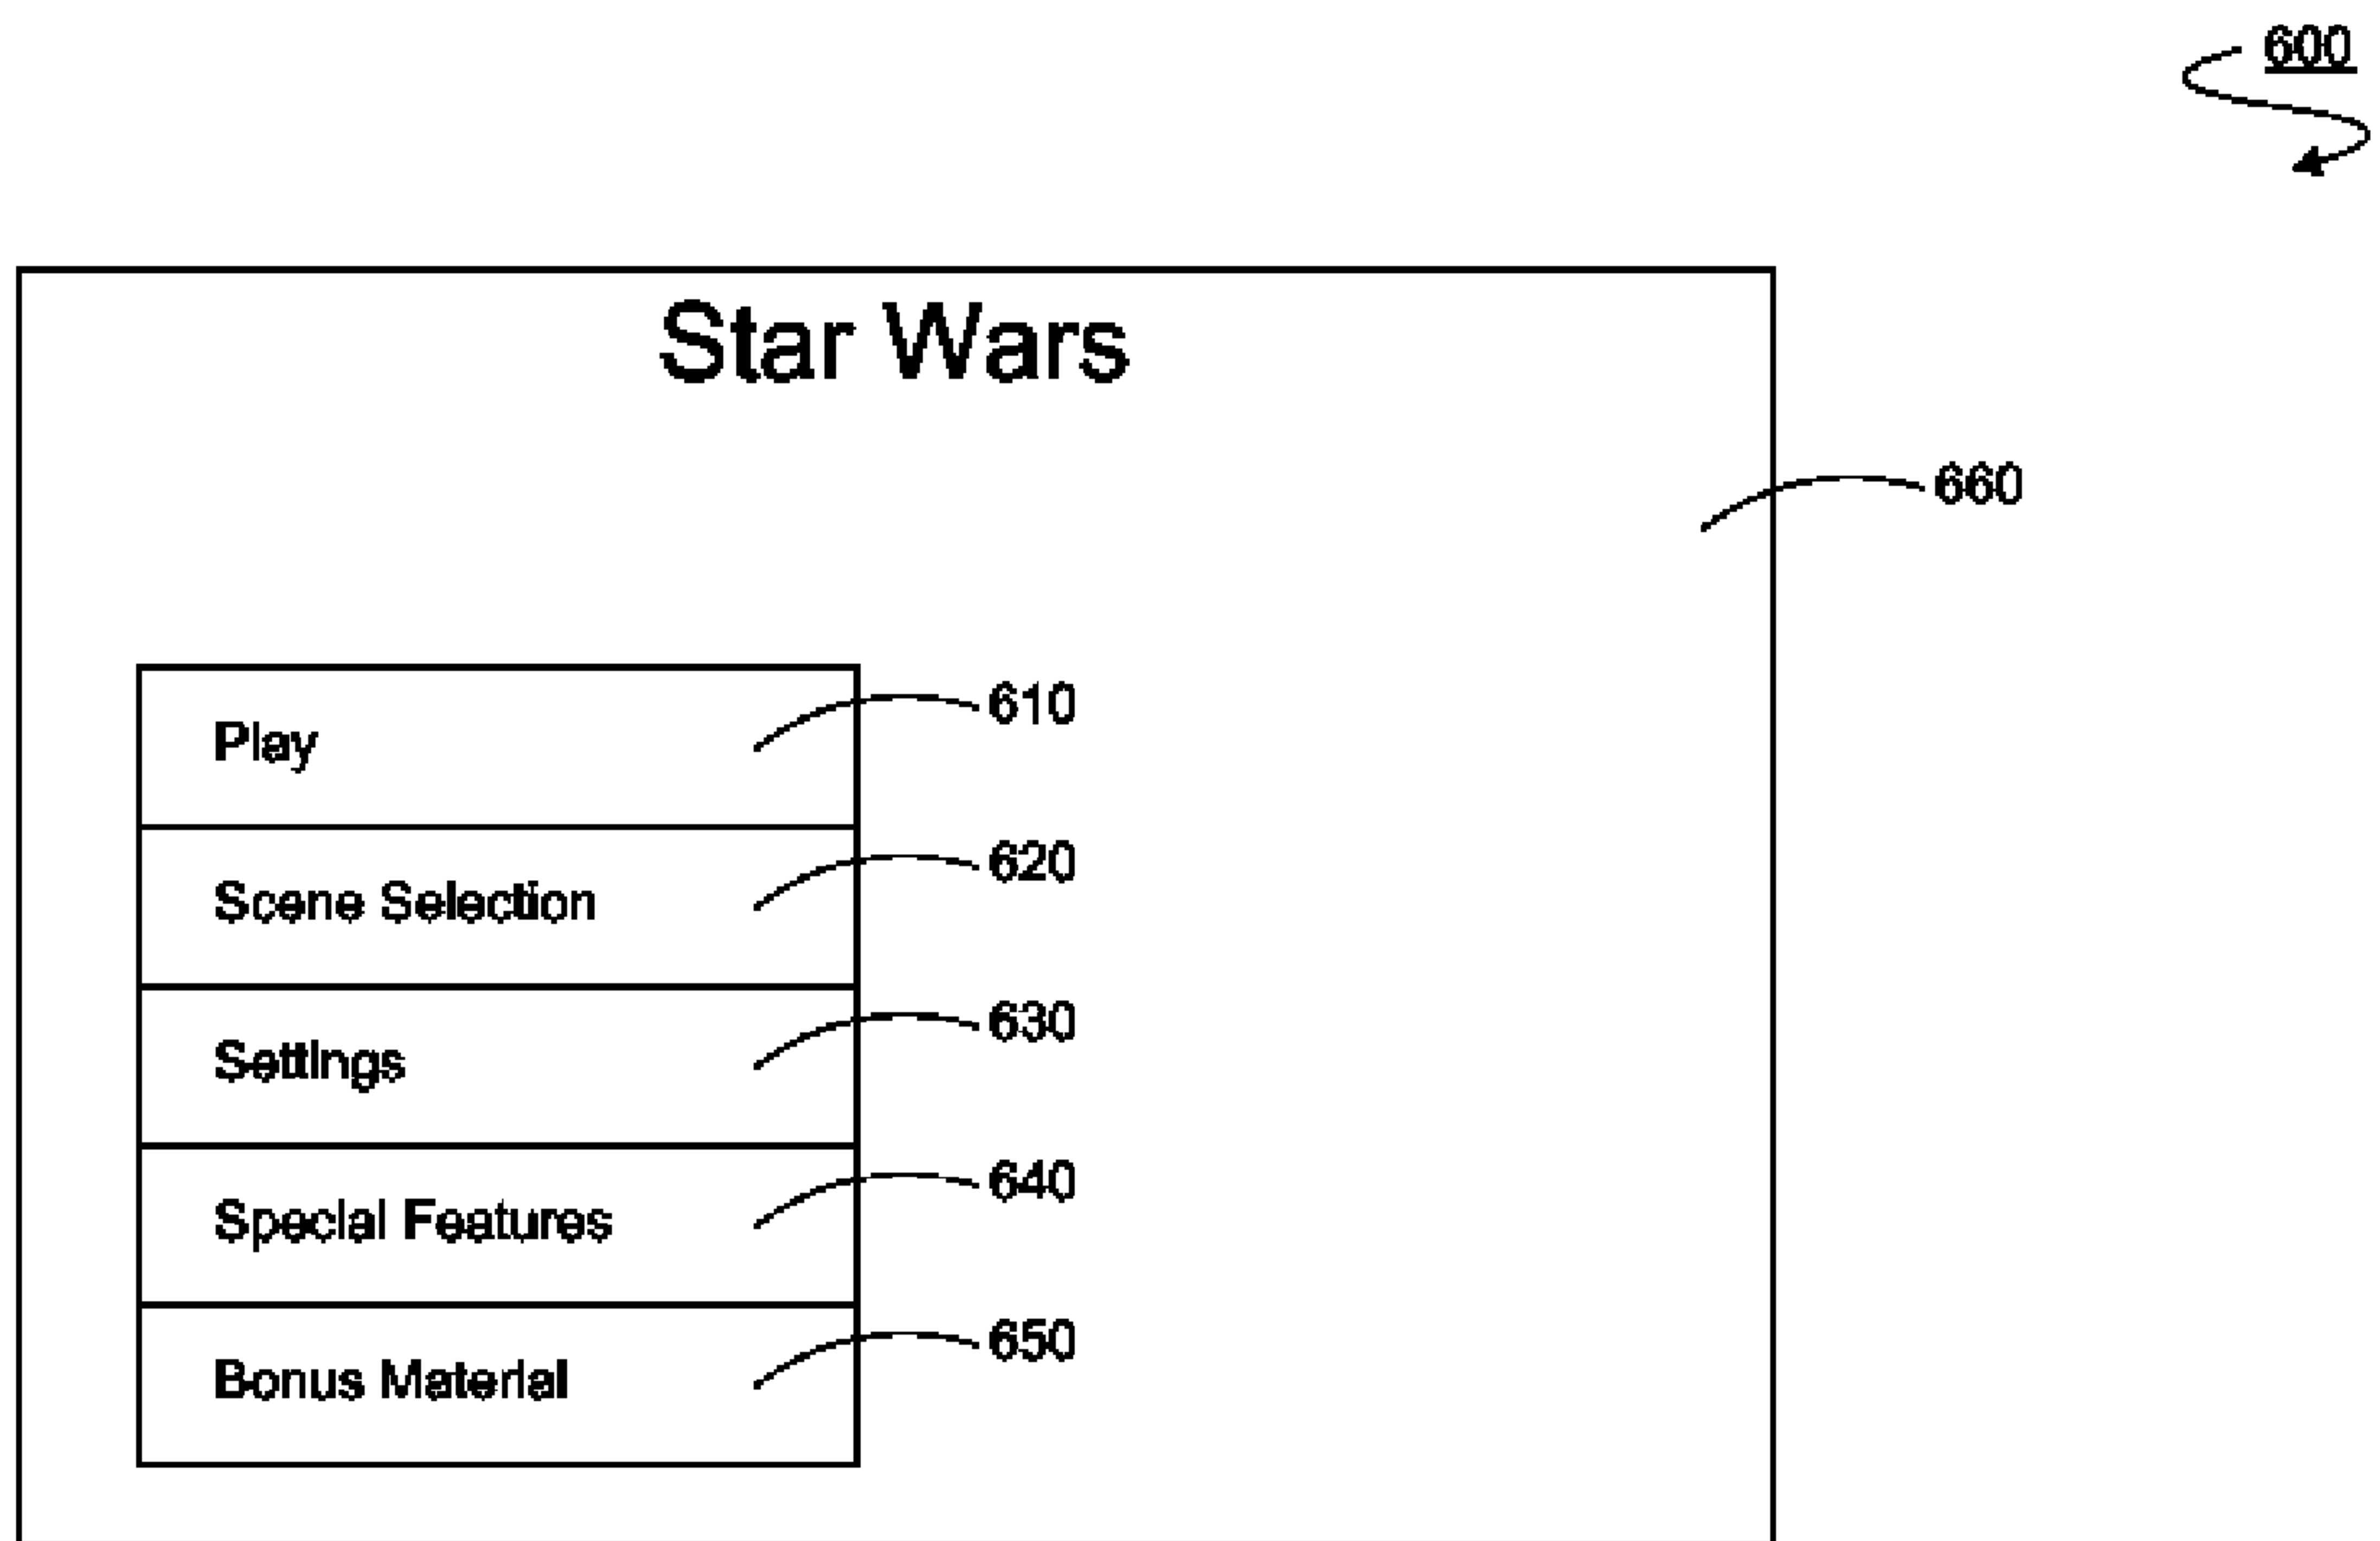 600
Star Wars
660
Play
610
Scene Selection
620
Settings
630
Special Features
640
Bonus Material
650